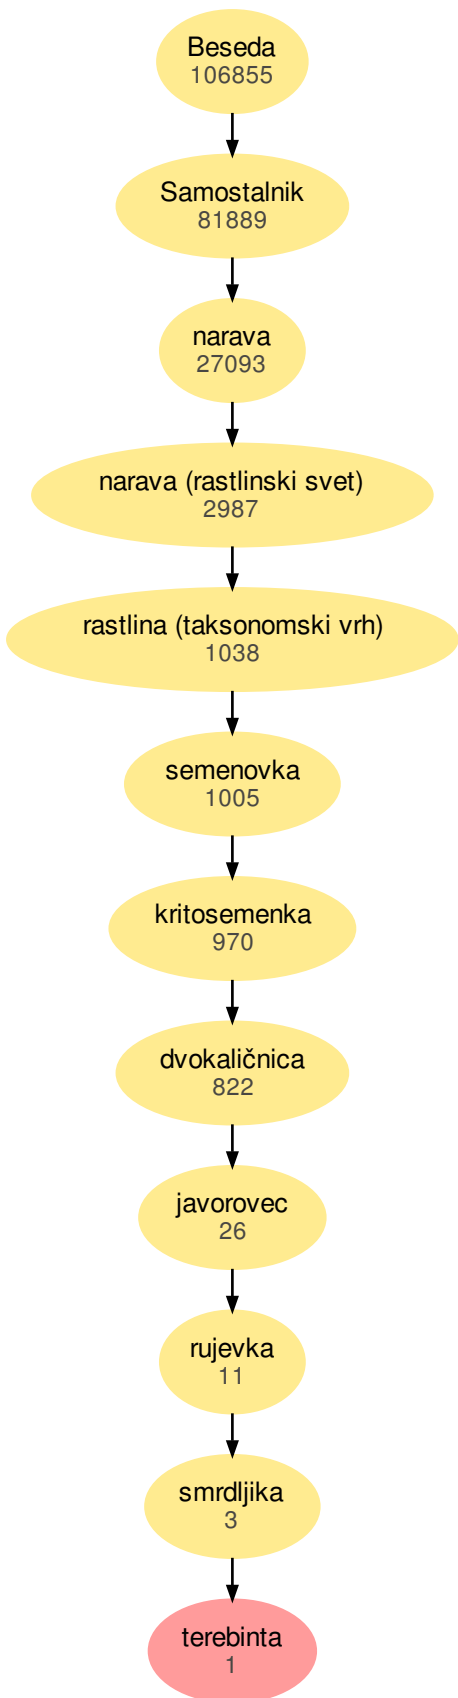 Beseda
106855
Samostalnik
81889
narava
27093
narava (rastlinski svet)
2987
rastlina (taksonomski vrh)
1038
semenovka
1005
kritosemenka
970
dvokaličnica
822
javorovec
26
rujevka
11
smrdljika
3
terebinta
1